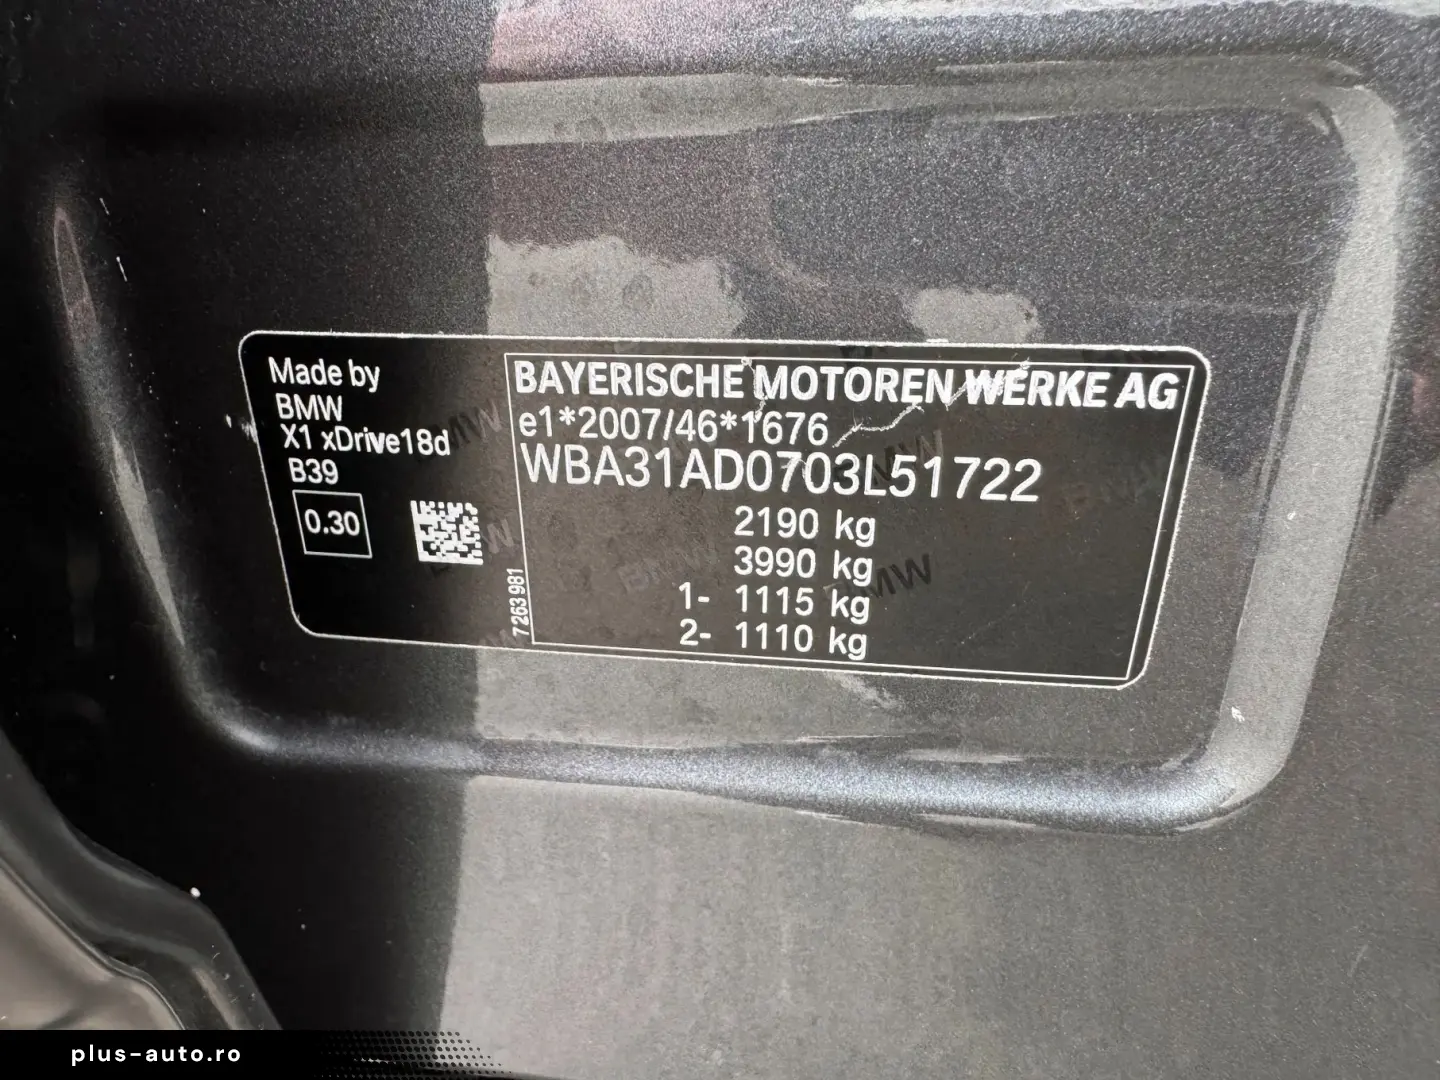 Made by
BMW
X1 xDrive18d
B39
0.30
7263981
BAYERISCHE MOTOREN WERKE AG
e1*2007/46*1676
WBA31AD0703L51722
2190 kg
3990 kg
1- 1115 kg
2- 1110 kg
plus-auto.ro